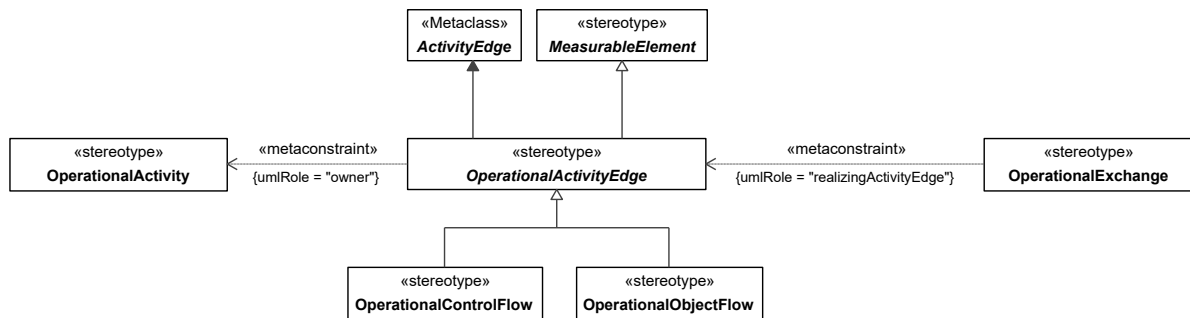 «Metaclass»
ActivityEdge
«stereotype»
MeasurableElement
«stereotype»
OperationalActivity
«metaconstraint»
{umlRole = "owner"}
«stereotype»
OperationalActivityEdge
«metaconstraint»
{umlRole = "realizingActivityEdge"}
«stereotype»
OperationalExchange
«stereotype»
OperationalControlFlow
«stereotype»
OperationalObjectFlow